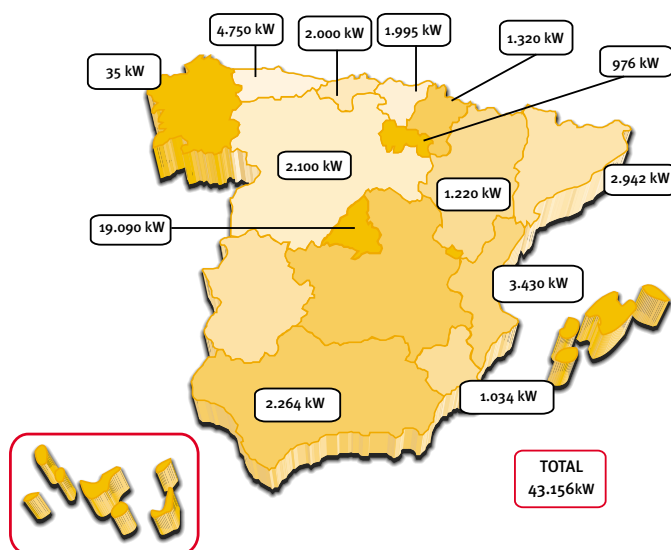 4.750 kW
2.000 kW
1.995 kW
1.320 kW
35 kW
976 kW
2.100 kW
1.220 kW
2.942 kW
19.090 kW
3.430 kW
2.264 kW
1.034 kW
TOTAL
43.156kW